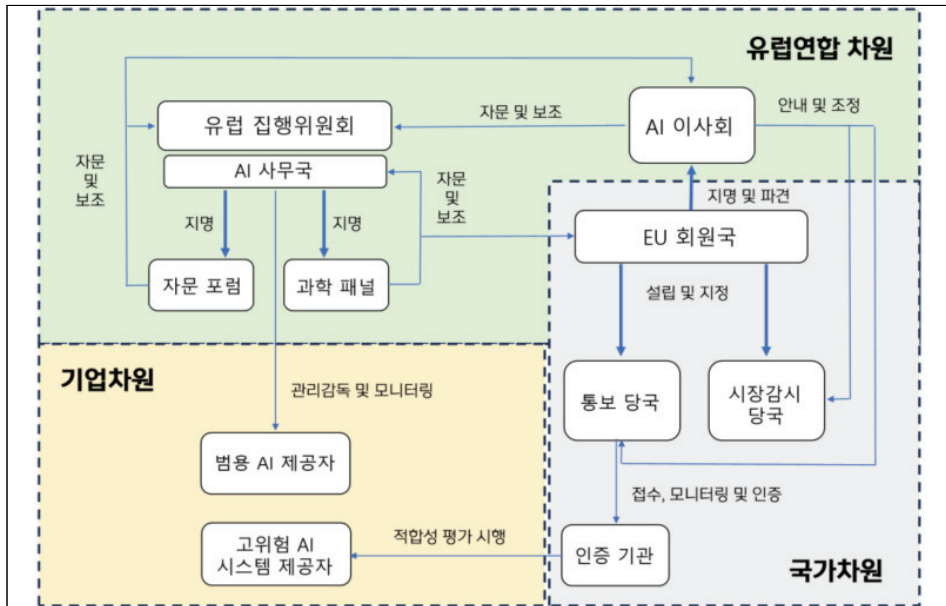 유럽연합 차원
유럽 집행위원회
자문 및 보조
AI 이사회
안내 및 조정
AI 사무국
자문
및
보조
자문
및
보조
지명
지명
지명 및 파견
EU 회원국
자문 포럼
과학 패널
설립 및 지정
기업차원
관리감독 및 모니터링
통보 당국
시장감시
당국
범용 AI 제공자
접수, 모니터링 및 인증
고위험 AI
시스템 제공자
적합성 평가 시행
인증 기관
국가차원